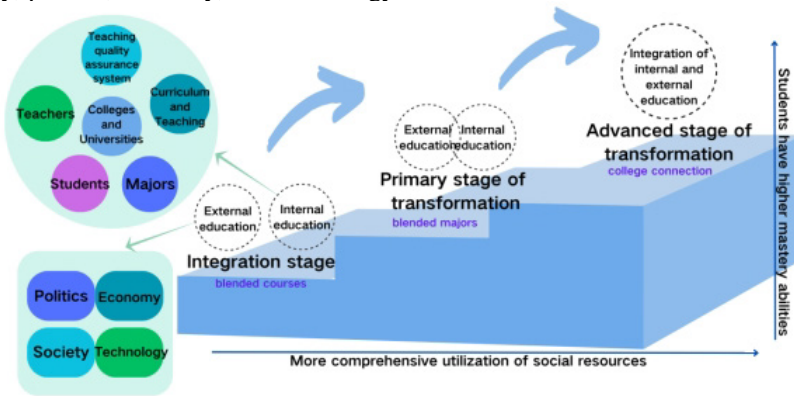 Teaching
quality
assurance
system
Teachers
Colleges
and
Universities
Curriculum
and
Teaching
Students
Majors
External
education
Internal
education
Integration stage
blended courses
Politics
Economy
Society
Technology
External
education
Internal
education
Primary stage of
transformation
blended majors
Integration of
internal and
external
education
Advanced stage of
transformation
college connection
Students have higher mastery abilities
More comprehensive utilization of social resources